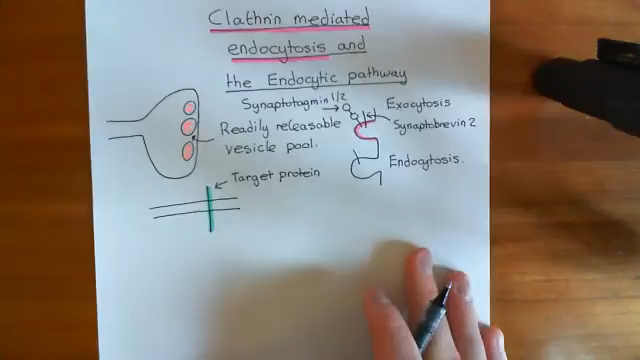 Clathrin mediated
endocytosis and
the Endocytic pathway
Synaptotagmin 1/2
Exocytosis
Synaptobrevin 2
Readily releasable
vesicle pool.
Endocytosis.
Target protein